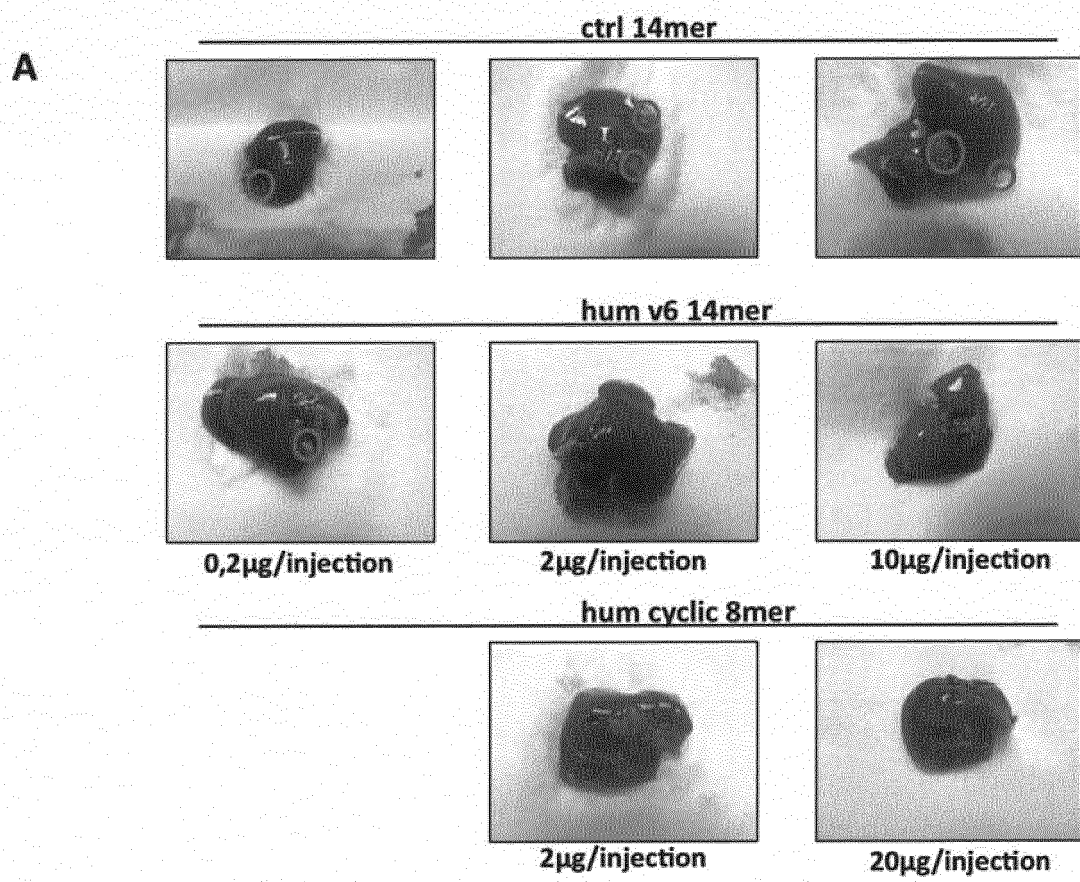 ctrl 14mer
A
hum v6 14mer
0,2µg/injection 2µg/injection 10µg/injection
hum cyclic 8mer
2µg/injection 20µg/injection